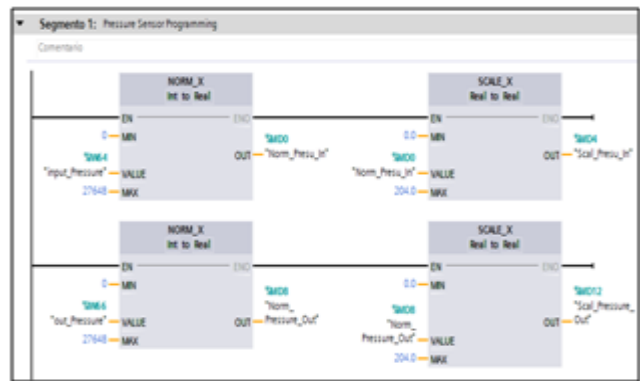 Segmento 1: Pressure Sensor Programming
Comentario
NORM_X
Int to Real
EN
ENO
0
MIN
%IW64
"input_Pressure"
VALUE
27648
MAX
OUT
%MD0
"Norm_Presu_In"
SCALE_X
Real to Real
EN
ENO
0.0
MIN
%MD0
"Norm_Presu_In"
VALUE
204.0
MAX
OUT
%MD4
"Scal_Presu_In"
NORM_X
Int to Real
EN
ENO
0
MIN
%IW66
"out_Pressure"
VALUE
27648
MAX
OUT
%MD8
"Norm_
Pressure_Out"
SCALE_X
Real to Real
EN
ENO
0.0
MIN
%MD8
"Norm_
Pressure_Out"
VALUE
204.0
MAX
OUT
%MD12
"Scal_Pressure_
Out"